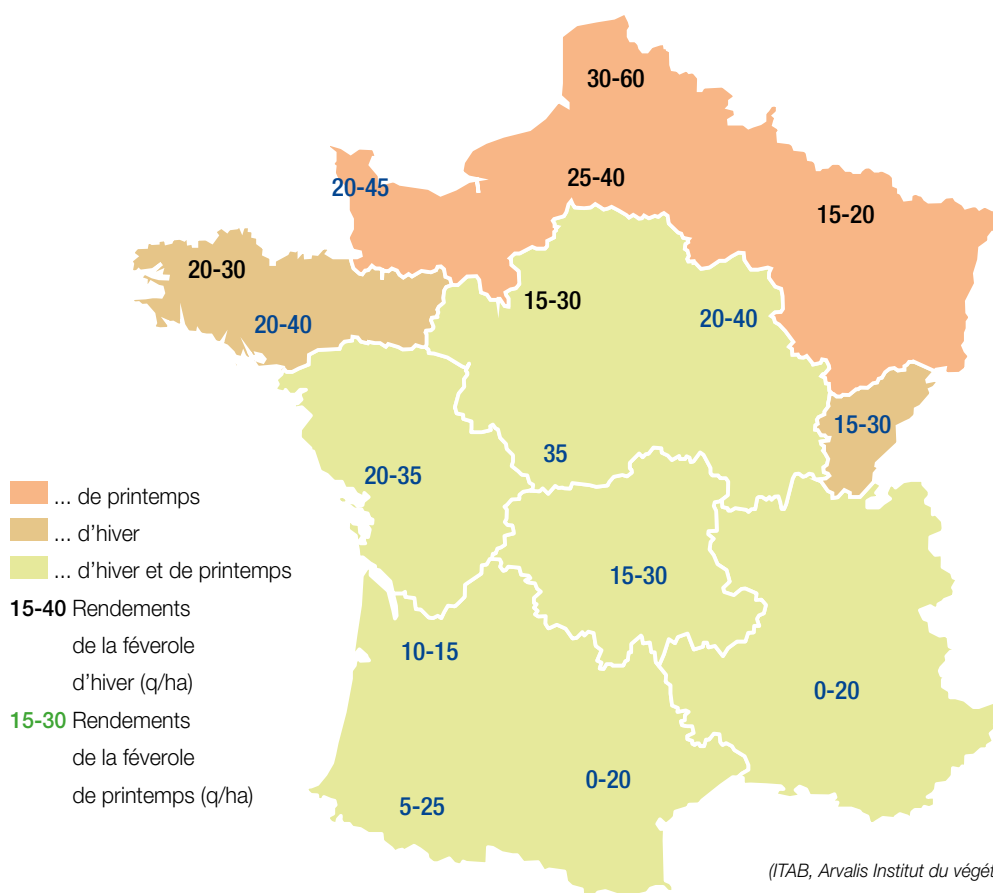 30-60
20-45
25-40
15-20
20-30
15-30
20-40
20-40
15-30
20-35
35
15-30
10-15
0-20
5-25
0-20
... de printemps
... d'hiver
... d'hiver et de printemps
15-40 Rendements
de la féverole
d'hiver (q/ha)
15-30 Rendements
de la féverole
de printemps (q/ha)
(ITAB, Arvalis Institut du végét